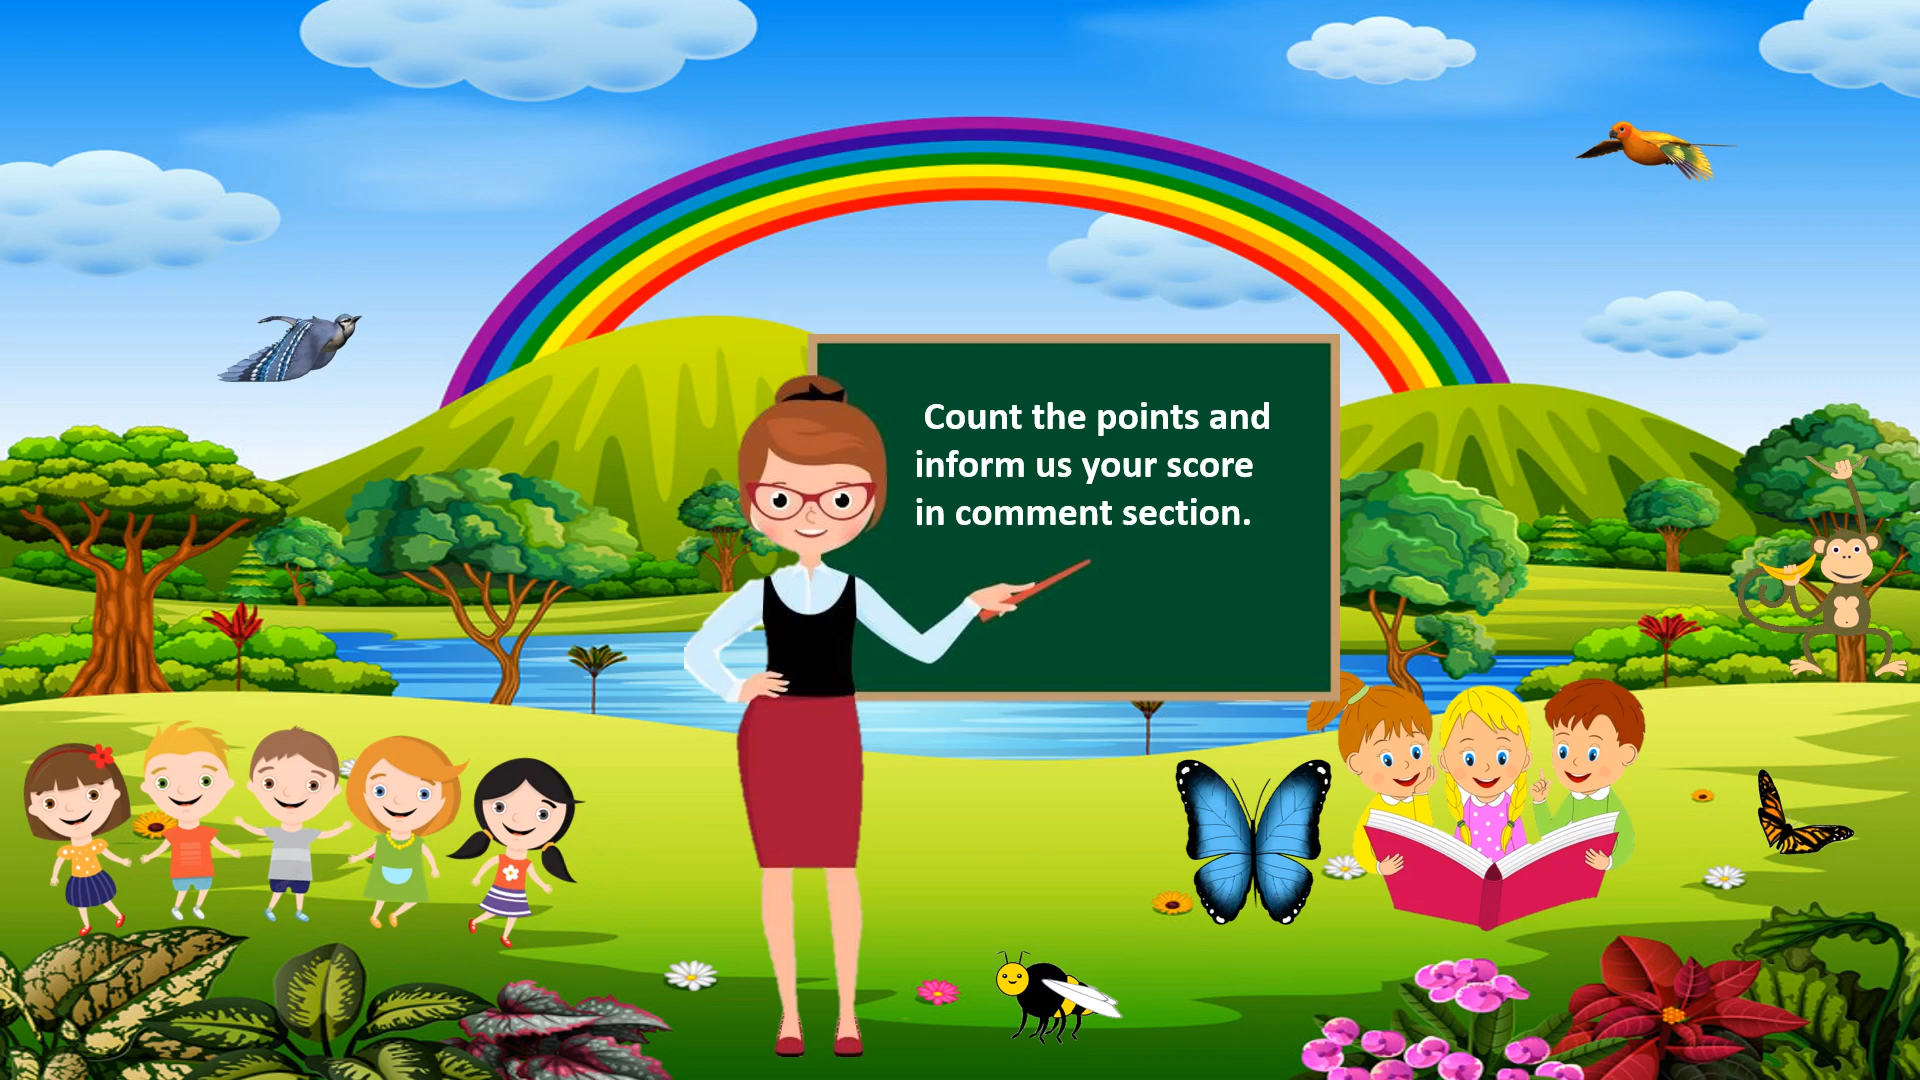 Count the points and
inform us your score
in comment section.